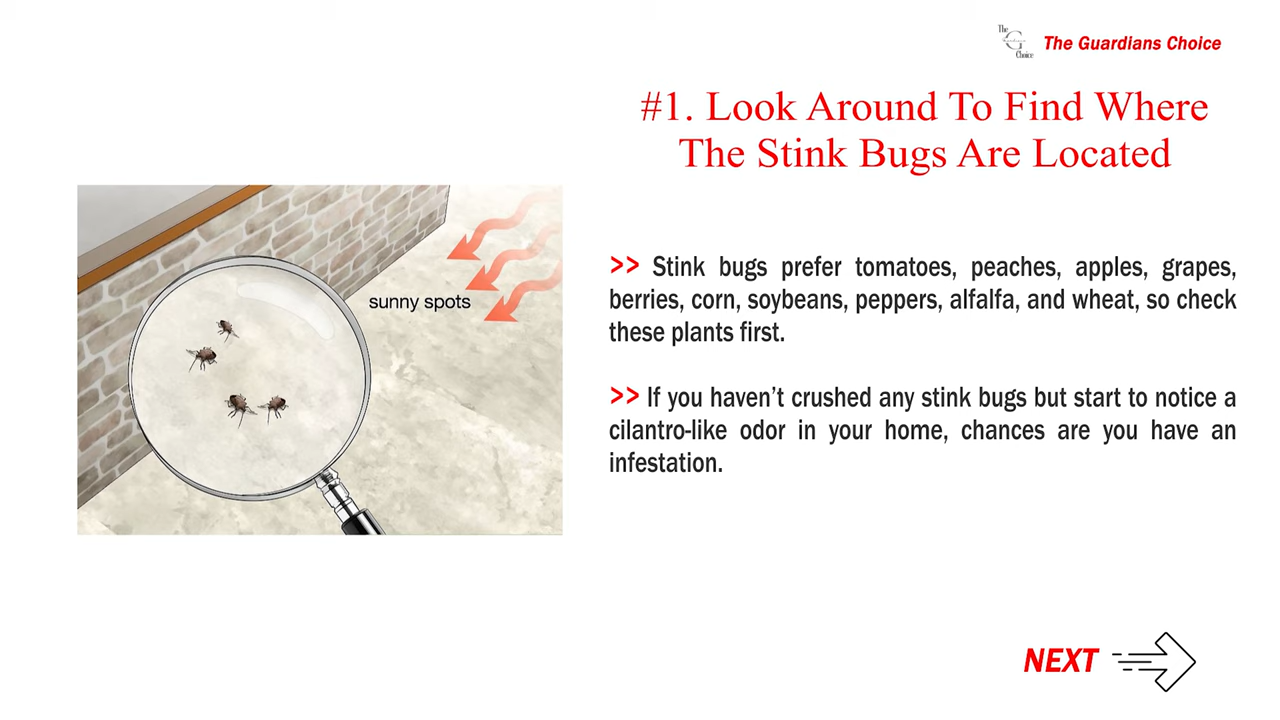 The
G
Guardians
Choice
The Guardians Choice
#1. Look Around To Find Where
The Stink Bugs Are Located
sunny spots
>> Stink bugs prefer tomatoes, peaches, apples, grapes,
berries, corn, soybeans, peppers, alfalfa, and wheat, so check
these plants first.
>> If you haven’t crushed any stink bugs but start to notice a
cilantro-like odor in your home, chances are you have an
infestation.
NEXT